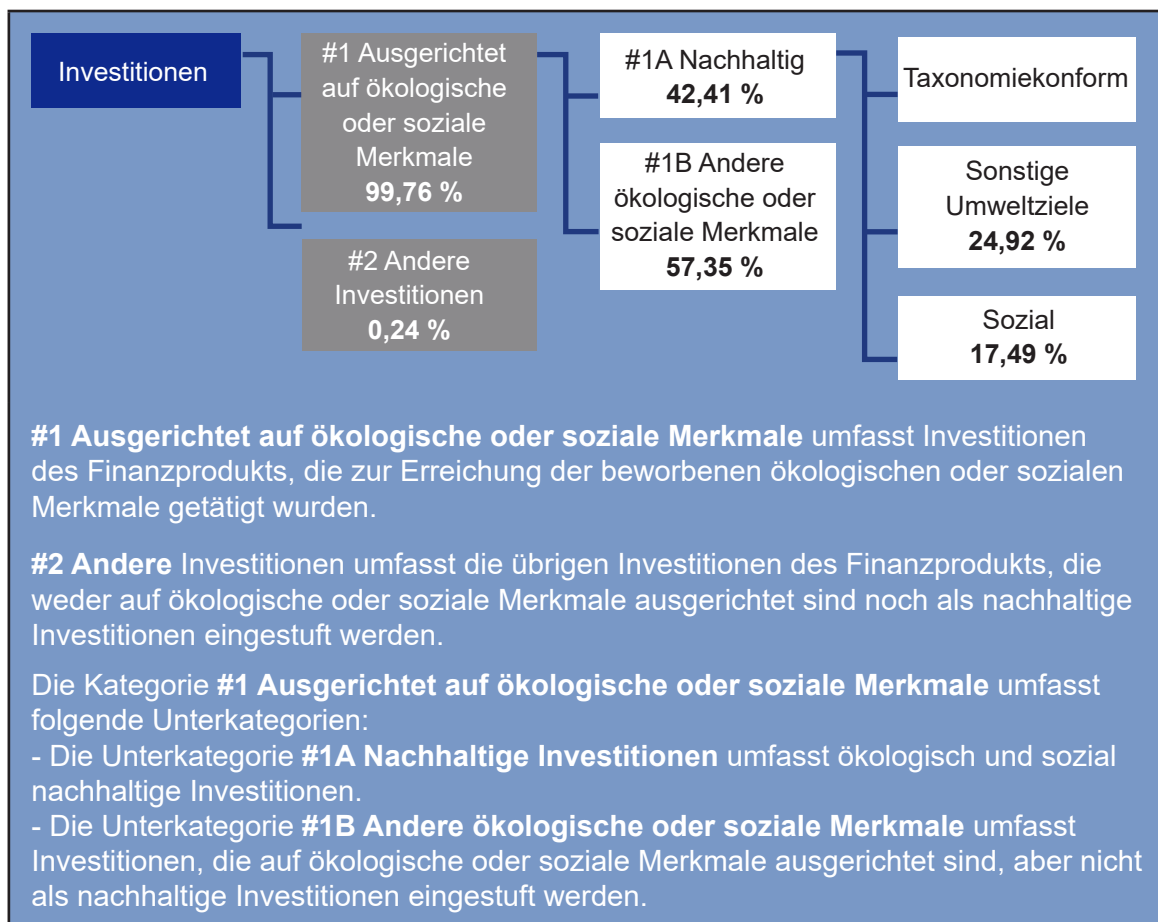 Investitionen
#1 Ausgerichtet
auf ökologische
oder soziale
Merkmale
99,76 %
#2 Andere
Investitionen
0,24 %
#1A Nachhaltig
42,41 %
#1B Andere
ökologische oder
soziale Merkmale
57,35 %
Taxonomiekonform
Sonstige
Umweltziele
24,92 %
Sozial
17,49 %
#1 Ausgerichtet auf ökologische oder soziale Merkmale umfasst Investitionen
des Finanzprodukts, die zur Erreichung der beworbenen ökologischen oder sozialen
Merkmale getätigt wurden.
#2 Andere Investitionen umfasst die übrigen Investitionen des Finanzprodukts, die
weder auf ökologische oder soziale Merkmale ausgerichtet sind noch als nachhaltige
Investitionen eingestuft werden.
Die Kategorie #1 Ausgerichtet auf ökologische oder soziale Merkmale umfasst
folgende Unterkategorien:
- Die Unterkategorie #1A Nachhaltige Investitionen umfasst ökologisch und sozial
nachhaltige Investitionen.
- Die Unterkategorie #1B Andere ökologische oder soziale Merkmale umfasst
Investitionen, die auf ökologische oder soziale Merkmale ausgerichtet sind, aber nicht
als nachhaltige Investitionen eingestuft werden.